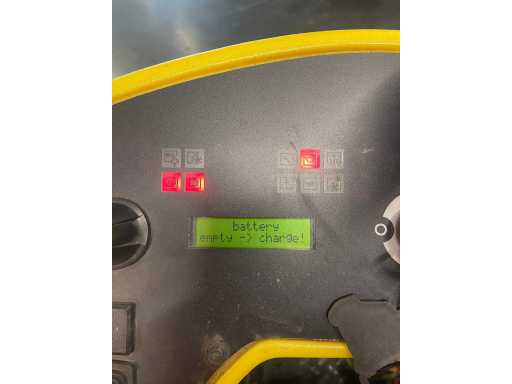 battery
empty -> charge!
O